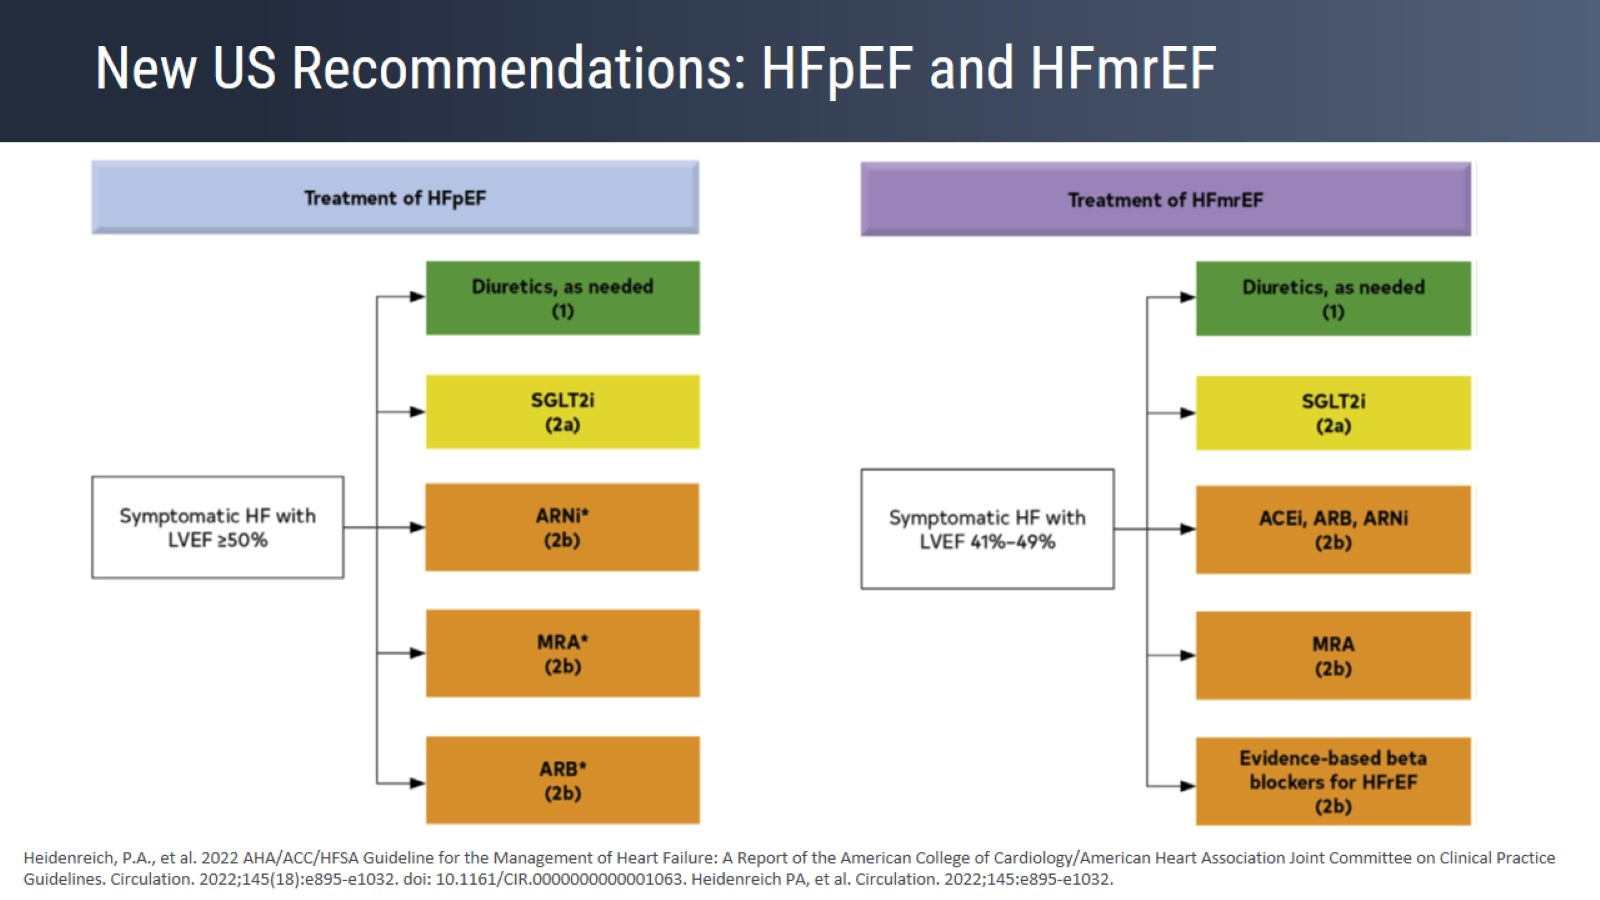 New US Recommendations: HFpEF and HFmrEF
Treatment of HFpEF
Diuretics, as needed
(1)
SGLT2i
(2a)
Symptomatic HF with
LVEF ≥50%
ARNi*
(2b)
MRA*
(2b)
ARB*
(2b)
Treatment of HFmrEF
Diuretics, as needed
(1)
SGLT2i
(2a)
Symptomatic HF with
LVEF 41%–49%
ACEi, ARB, ARNi
(2b)
MRA
(2b)
Evidence-based beta
blockers for HFrEF
(2b)
Heidenreich, P.A., et al. 2022 AHA/ACC/HFSA Guideline for the Management of Heart Failure: A Report of the American College of Cardiology/American Heart Association Joint Committee on Clinical Practice
Guidelines. Circulation. 2022;145(18):e895-e1032. doi: 10.1161/CIR.0000000000001063. Heidenreich PA, et al. Circulation. 2022;145:e895-e1032.